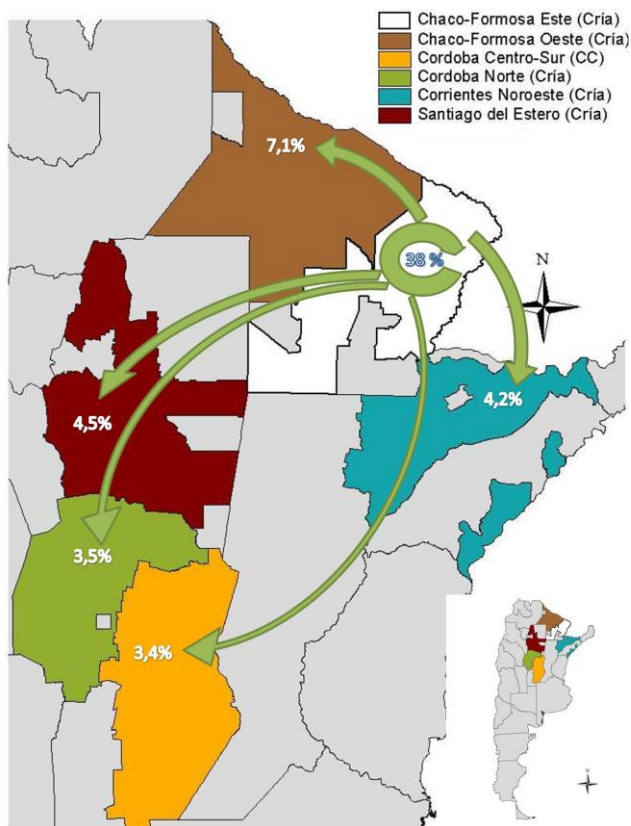 Chaco-Formosa Este (Cría)
Chaco-Formosa Oeste (Cría)
Cordoba Centro-Sur (CC)
Cordoba Norte (Cría)
Corrientes Noroeste (Cría)
Santiago del Estero (Cría)
7,1%
38 %
N
4,2%
4,5%
3,5%
3,4%